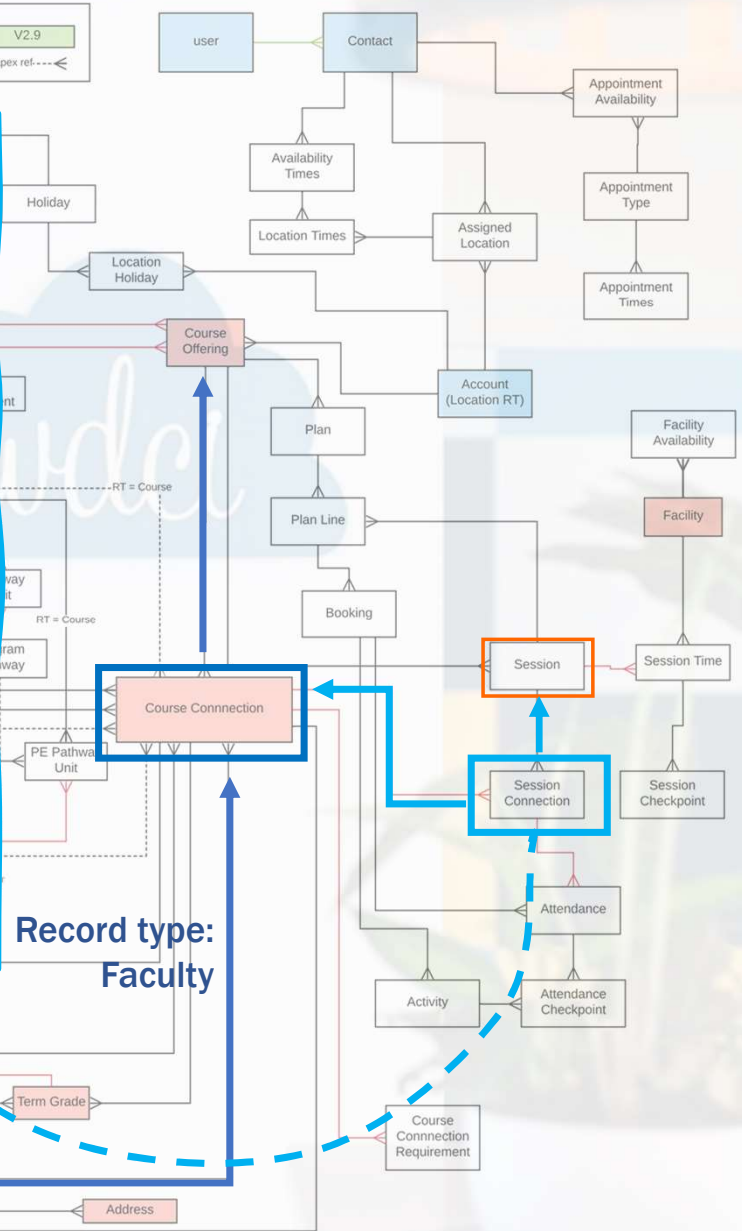 V2.9
user
Contact
Appointment
Availability
Availability
Times
Holiday
Appointment
Type
Location Times
Assigned
Location
Location
Holiday
Appointment
Times
Course
Offering
Account
(Location RT)
Plan
Facility
Availability
RT = Course
Plan Line
Facility
Booking
RT = Course
Session
Session Time
Course Connnection
PE Pathwa
Unit
Session
Connection
Session
Checkpoint
Record type:
Faculty
Attendance
Activity
Attendance
Checkpoint
Term Grade
Course
Connnection
Requirement
Address
wdci